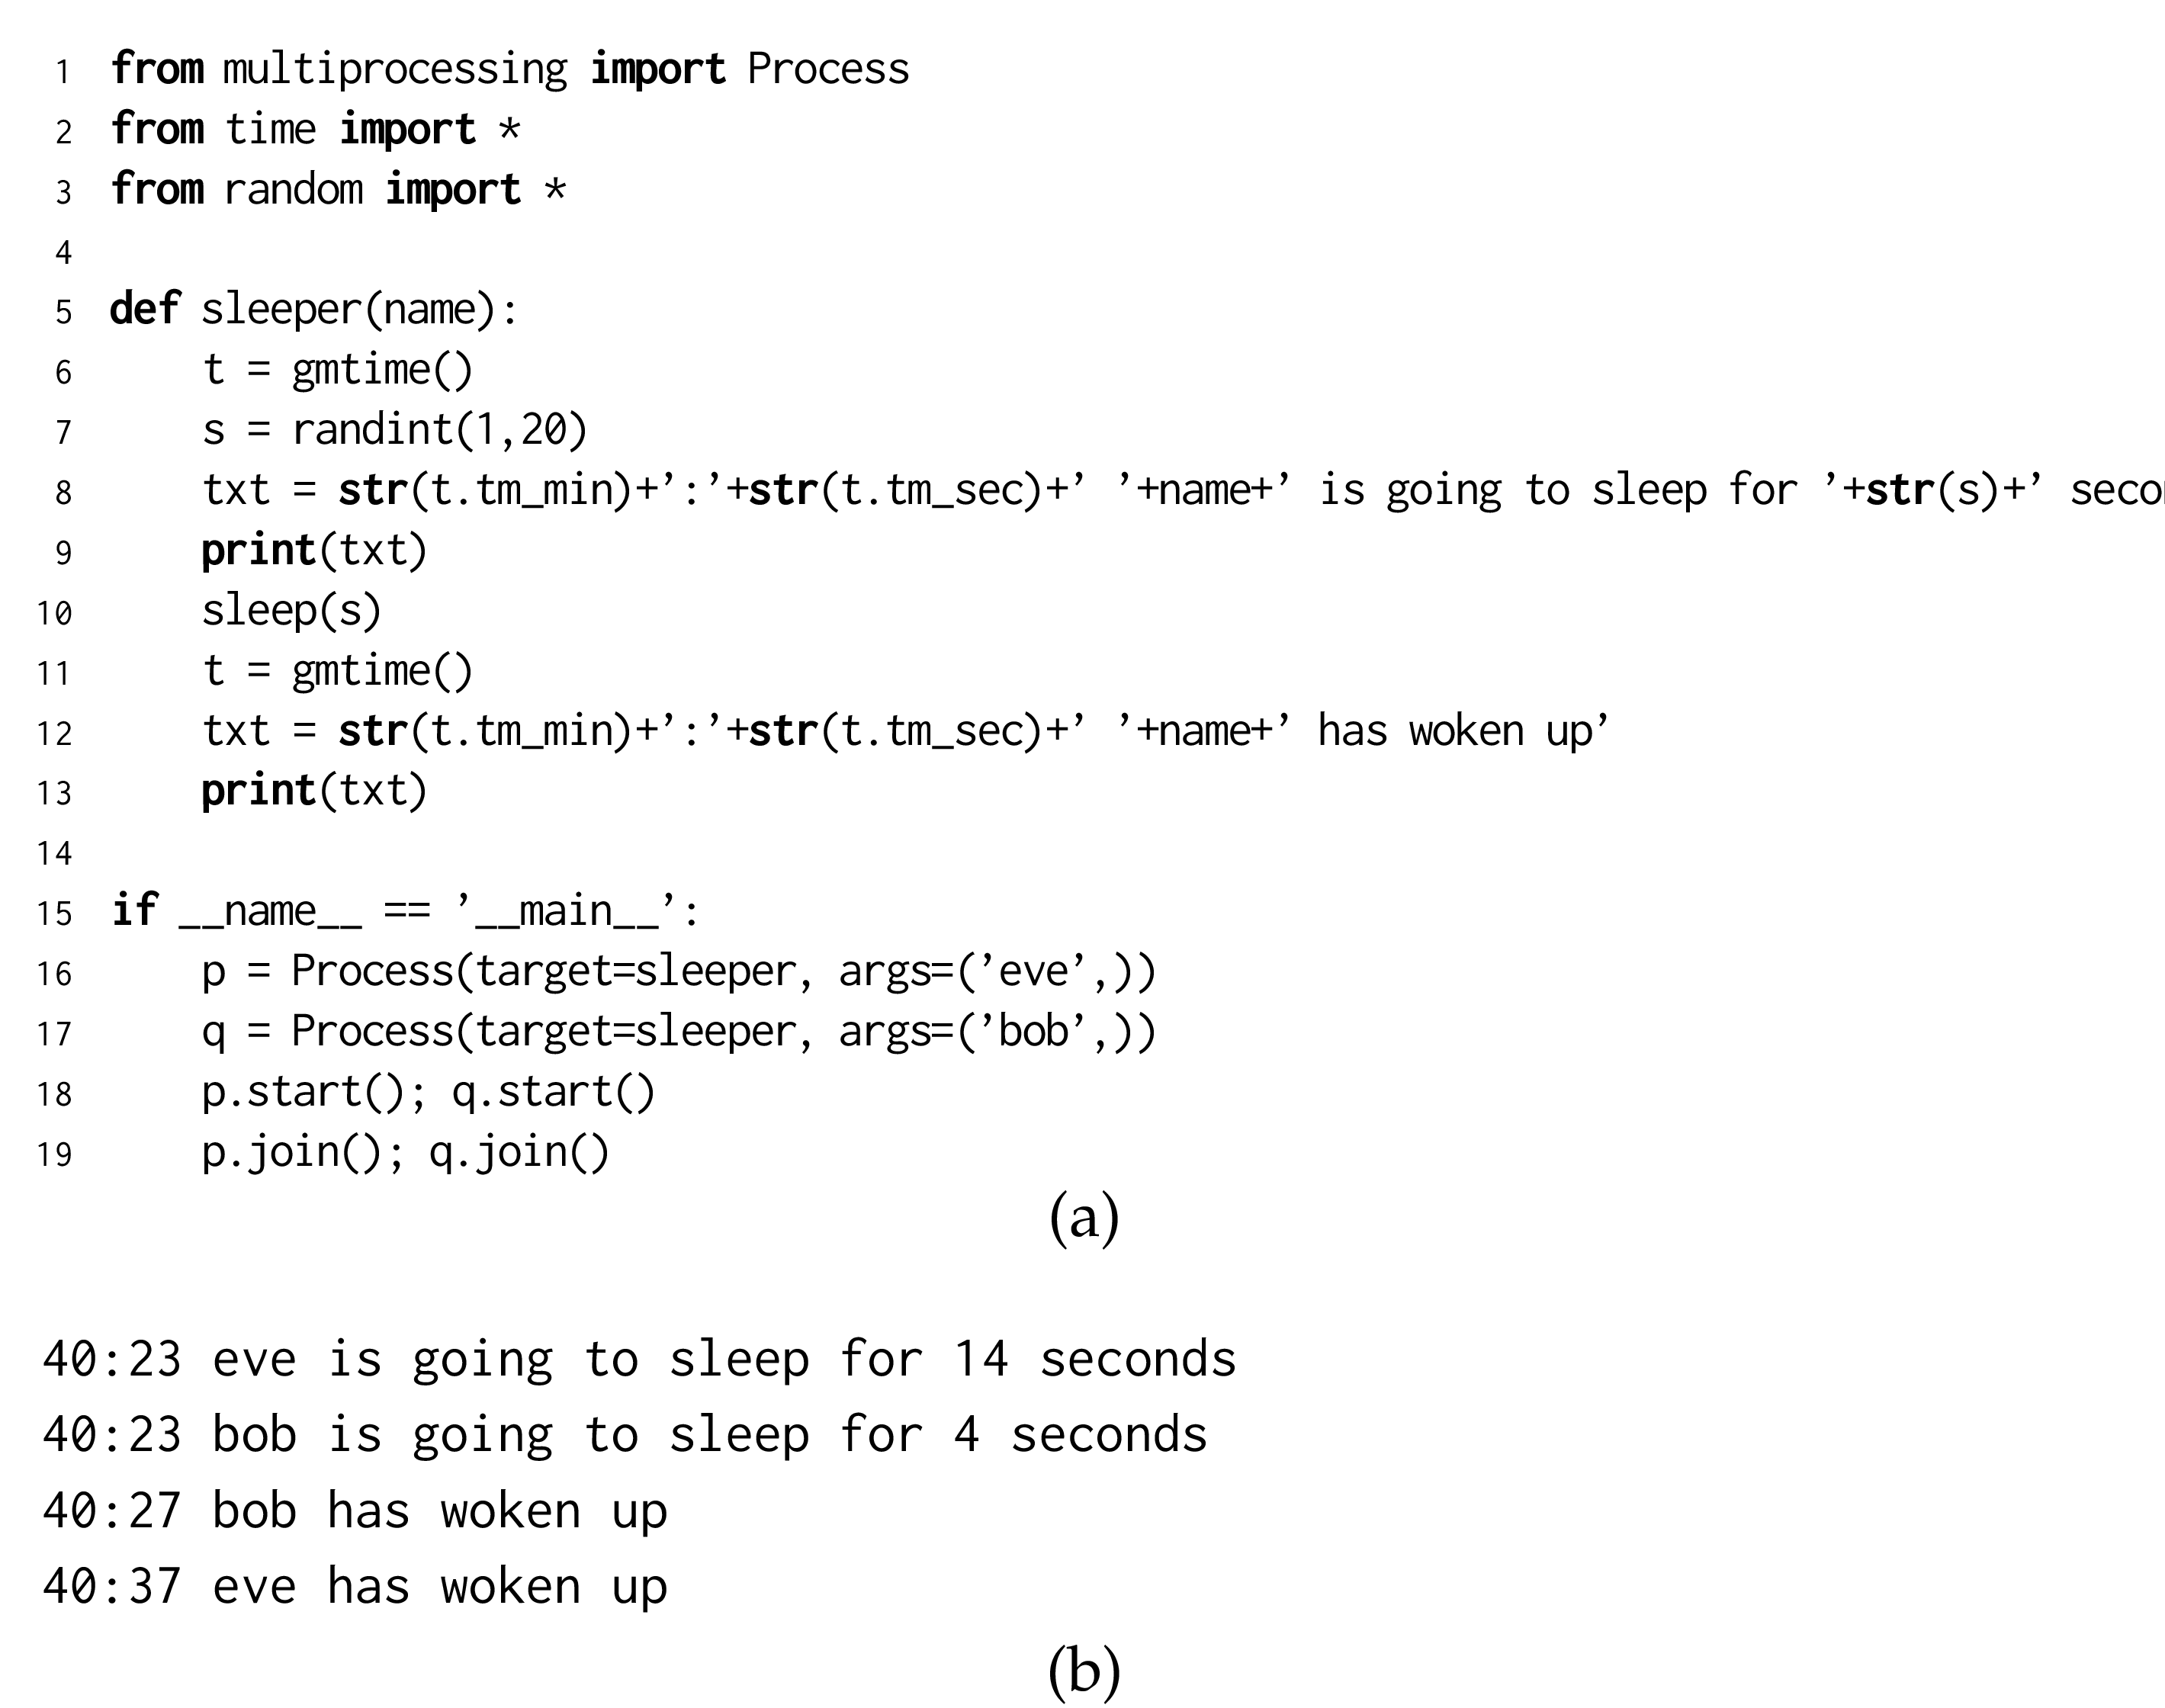 1 from multiprocessing import Process
2 from time import *
3 from random import *
4
5 def sleeper(name):
6 t = gmtime()
7 s = randint(1,20)
8 txt = str(t.tm_min)+’:’+str(t.tm_sec)+’ ’+name+’ is going to sleep for ’+str(s)+’
9 print(txt)
10 sleep(s)
11 t = gmtime()
12 txt = str(t.tm_min)+’:’+str(t.tm_sec)+’ ’+name+’ has woken up’
13 print(txt)
14
15 if __name__ == ’__main__’:
16 p = Process(target=sleeper, args=(’eve’,))
17 q = Process(target=sleeper, args=(’bob’,))
18 p.start(); q.start()
19 p.join(); q.join()
(a)
40:23 eve is going to sleep for 14 seconds
40:23 bob is going to sleep for 4 seconds
40:27 bob has woken up
40:37 eve has woken up
(b)